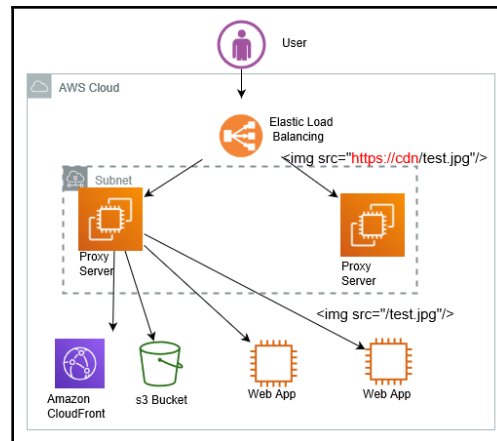 User
AWS Cloud
Elastic Load
Balancing
<img src="https://cdn/test.jpg"/>
Subnet
Proxy
Server
Proxy
Server
<img src="/test.jpg"/>
Amazon
CloudFront
s3 Bucket
Web App
Web App